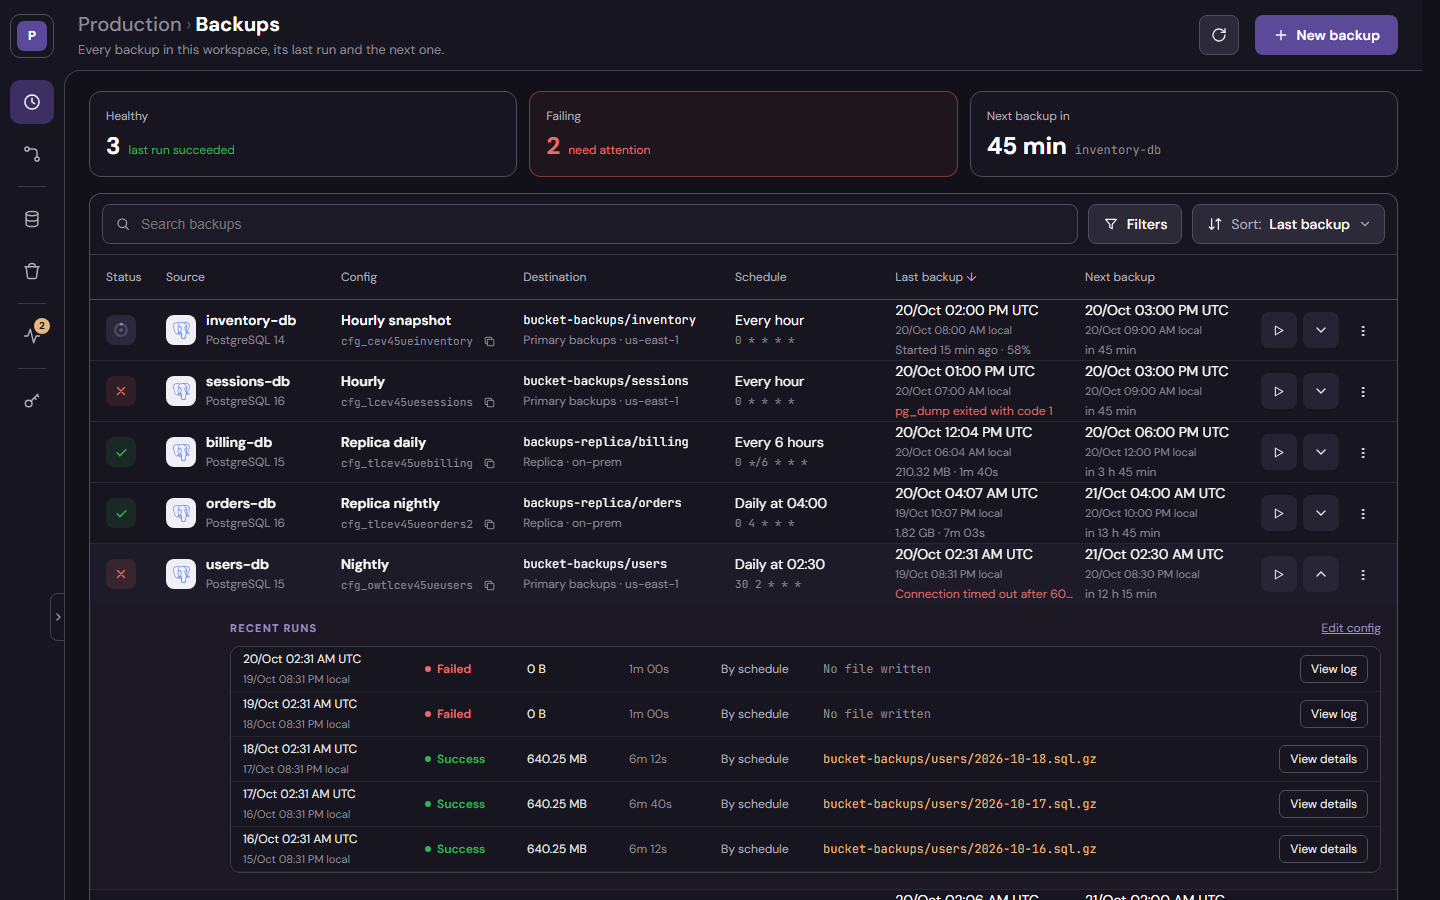 P
Production › Backups
Every backup in this workspace, its last run and the next one.
New backup
Healthy
3 last run succeeded
Failing
2 need attention
Next backup in
45 min inventory-db
Search backups
Filters
Sort: Last backup
Status Source Config Destination Schedule Last backup Next backup
inventory-db Hourly snapshot bucket-backups/inventory Every hour 20/Oct 02:00 PM UTC 20/Oct 03:00 PM UTC
20/Oct 08:00 AM local 20/Oct 09:00 AM local
PostgreSQL 14 cfg_cev45ueinventory Primary backups · us-east-1 0 * * * * Started 15 min ago · 58% in 45 min
2
sessions-db Hourly bucket-backups/sessions Every hour 20/Oct 01:00 PM UTC 20/Oct 03:00 PM UTC
20/Oct 07:00 AM local 20/Oct 09:00 AM local
PostgreSQL 16 cfg_lcev45uesessions Primary backups · us-east-1 0 * * * * pg_dump exited with code 1 in 45 min
billing-db Replica daily backups-replica/billing Every 6 hours 20/Oct 12:04 PM UTC 20/Oct 06:00 PM UTC
20/Oct 06:04 AM local 20/Oct 12:00 PM local
PostgreSQL 15 cfg_tlcev45uebilling Replica · on-prem 0 */6 * * * 210.32 MB · 1m 40s in 3 h 45 min
orders-db Replica nightly backups-replica/orders Daily at 04:00 20/Oct 04:07 AM UTC 21/Oct 04:00 AM UTC
19/Oct 10:07 PM local 20/Oct 10:00 PM local
PostgreSQL 16 cfg_tlcev45ueorders2 Replica · on-prem 0 4 * * * 1.82 GB · 7m 03s in 13 h 45 min
users-db Nightly bucket-backups/users Daily at 02:30 20/Oct 02:31 AM UTC 21/Oct 02:30 AM UTC
19/Oct 08:31 PM local 20/Oct 08:30 PM local
PostgreSQL 15 cfg_owtlcev45ueusers Primary backups · us-east-1 30 2 * * * Connection timed out after 60... in 12 h 15 min
RECENT RUNS Edit config
20/Oct 02:31 AM UTC
19/Oct 08:31 PM local Failed 0 B 1m 00s By schedule No file written View log
19/Oct 02:31 AM UTC
18/Oct 08:31 PM local Failed 0 B 1m 00s By schedule No file written View log
18/Oct 02:31 AM UTC
17/Oct 08:31 PM local Success 640.25 MB 6m 12s By schedule bucket-backups/users/2026-10-18.sql.gz View details
17/Oct 02:31 AM UTC
16/Oct 08:31 PM local Success 640.25 MB 6m 40s By schedule bucket-backups/users/2026-10-17.sql.gz View details
16/Oct 02:31 AM UTC
15/Oct 08:31 PM local Success 640.25 MB 6m 12s By schedule bucket-backups/users/2026-10-16.sql.gz View details
20/Oct 02:06 AM UTC 21/Oct 02:00 AM UTC